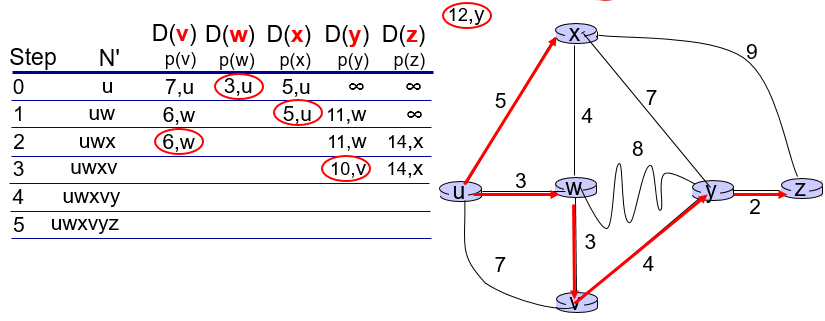 12,y
D(v) D(w) D(x) D(y) D(z)
Step N' p(v) p(w) p(x) p(y) p(z)
0 u 7,u 3,u 5,u ∞ ∞
1 uw 6,w 5,u 11,w ∞
2 uwx 6,w 11,w 14,x
3 uwxv 10,v 14,x
4 uwxvy
5 uwxvyz
x
9
5
4
7
8
u
3
w
y
2
z
3
7
4
v